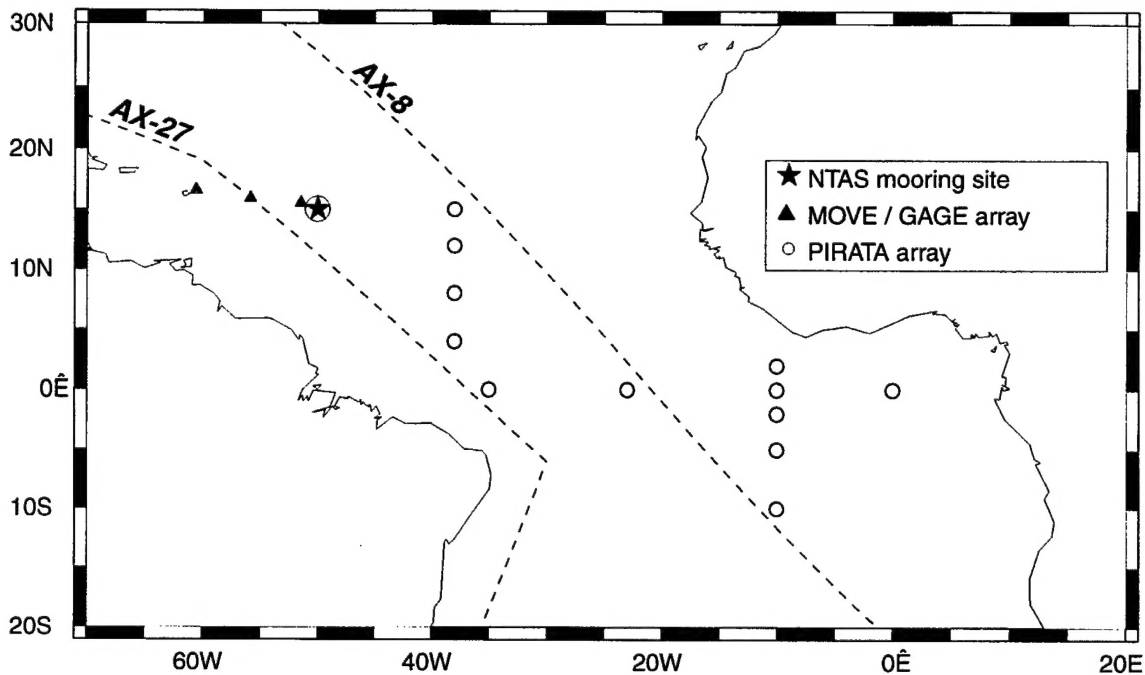 30N
AX-8
AX-27
20N
NTAS mooring site
MOVE / GAGE array
PIRATA array
10N
0Ê
10S
20S
60W
40W
20W
0Ê
20E